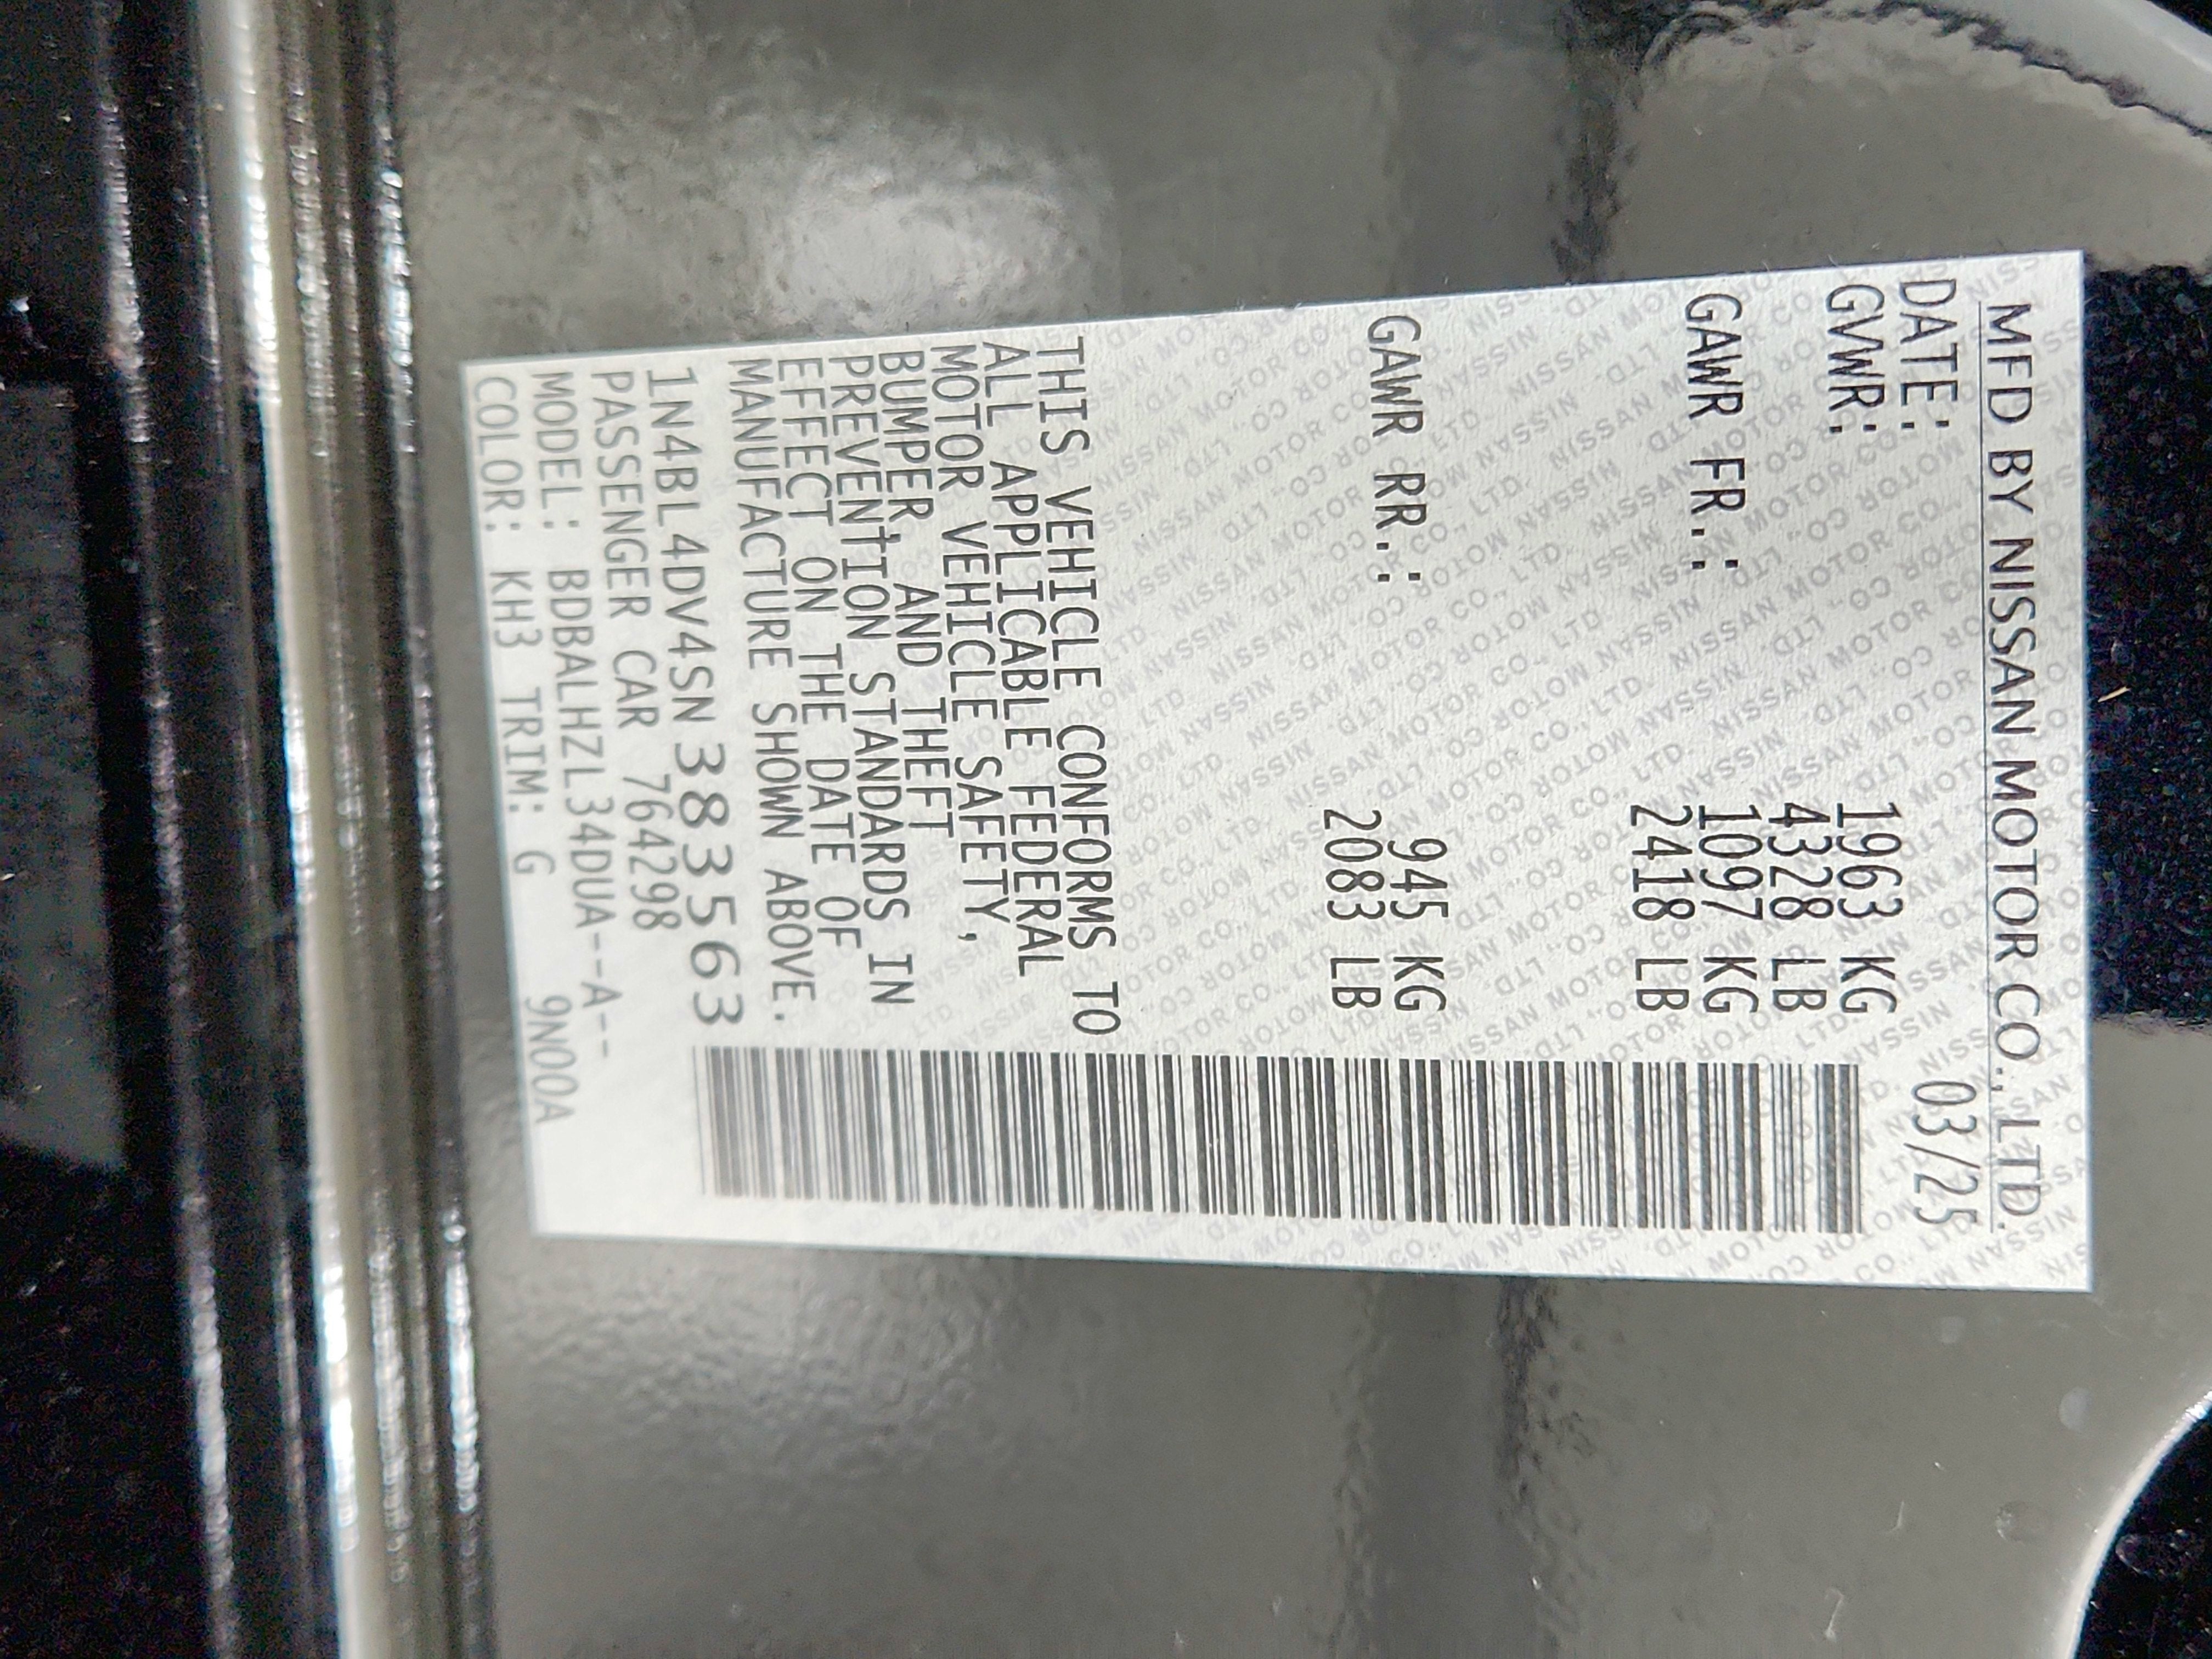 MFD BY NISSAN MOTOR CO., LTD.
DATE: 03/25
GVWR: 1963 KG
4328 LB
GAWR FR.: 1097 KG
2418 LB
GAWR RR.: 945 KG
2083 LB
THIS VEHICLE CONFORMS TO
ALL APPLICABLE FEDERAL
MOTOR VEHICLE SAFETY,
BUMPER, AND THEFT
PREVENTION STANDARDS IN
EFFECT ON THE DATE OF
MANUFACTURE SHOWN ABOVE.
1N4BL4DV4SN383563
PASSENGER CAR 764298
MODEL: BDBALHZL34DUA--A--
COLOR: KH3 TRIM: G 9N00A